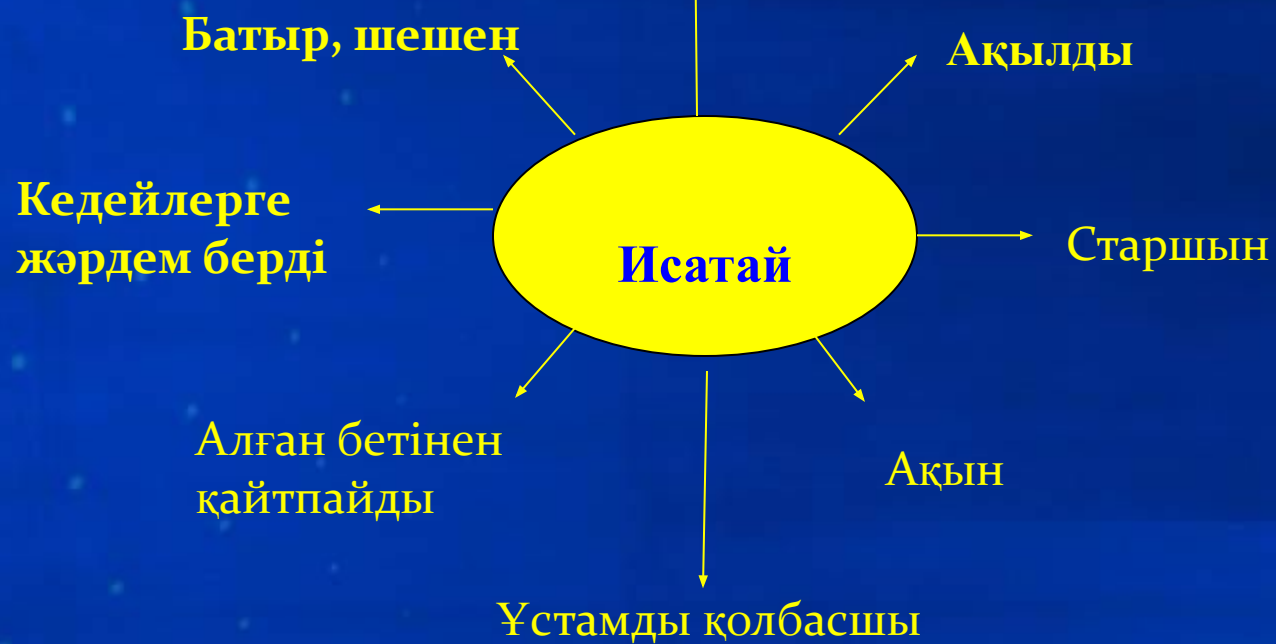 Батыр, шешен
Ақылды
Кедейлерге
жәрдем берді
Исатай
Старшын
Алған бетінен
қайтпайды
Ақын
Ұстамды қолбасшы